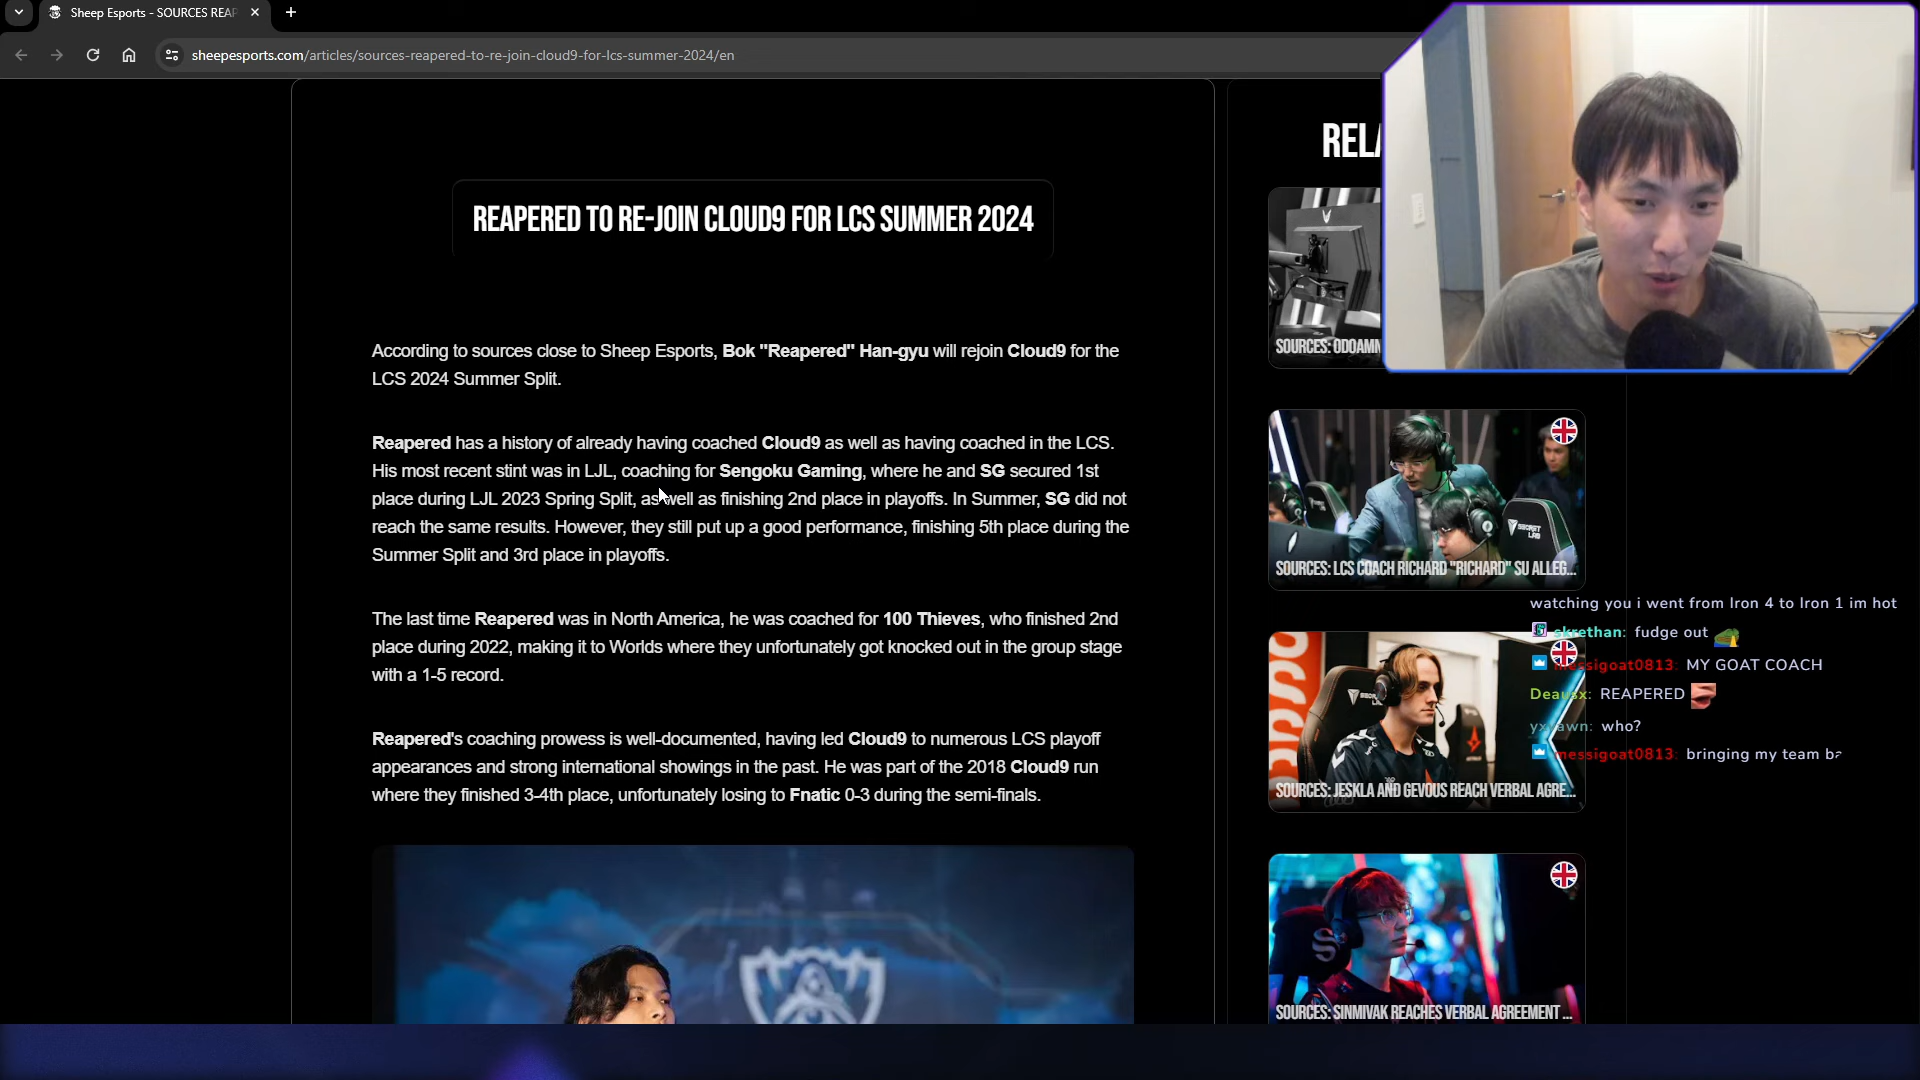 Sheep Esports - SOURCES REAP
sheepesports.com/articles/sources-reapered-to-re-join-cloud9-for-lcs-summer-2024/en
REAPERED TO RE-JOIN CLOUD9 FOR LCS SUMMER 2024
According to sources close to Sheep Esports, Bok "Reapered" Han-gyu will rejoin Cloud9 for the
LCS 2024 Summer Split.
Reapered has a history of already having coached Cloud9 as well as having coached in the LCS.
His most recent stint was in LJL, coaching for Sengoku Gaming, where he and SG secured 1st
place during LJL 2023 Spring Split, as well as finishing 2nd place in playoffs. In Summer, SG did not
reach the same results. However, they still put up a good performance, finishing 5th place during the
Summer Split and 3rd place in playoffs.
The last time Reapered was in North America, he was coached for 100 Thieves, who finished 2nd
place during 2022, making it to Worlds where they unfortunately got knocked out in the group stage
with a 1-5 record.
Reapered's coaching prowess is well-documented, having led Cloud9 to numerous LCS playoff
appearances and strong international showings in the past. He was part of the 2018 Cloud9 run
where they finished 3-4th place, unfortunately losing to Fnatic 0-3 during the semi-finals.
RELA
SOURCES: ODOAMN
SOURCES: LCS COACH RICHARD "RICHARD" SU ALLEG...
SOURCES: JESKLA AND GEVOUS REACH VERBAL AGRE...
SOURCES: SINMIVAK REACHES VERBAL AGREEMENT ...
SECRET
LAB
watching you i went from Iron 4 to Iron 1 im hot
skrethan: fudge out
messigoat0813: MY GOAT COACH
Deausx: REAPERED
who?
messigoat0813: bringing my team ba